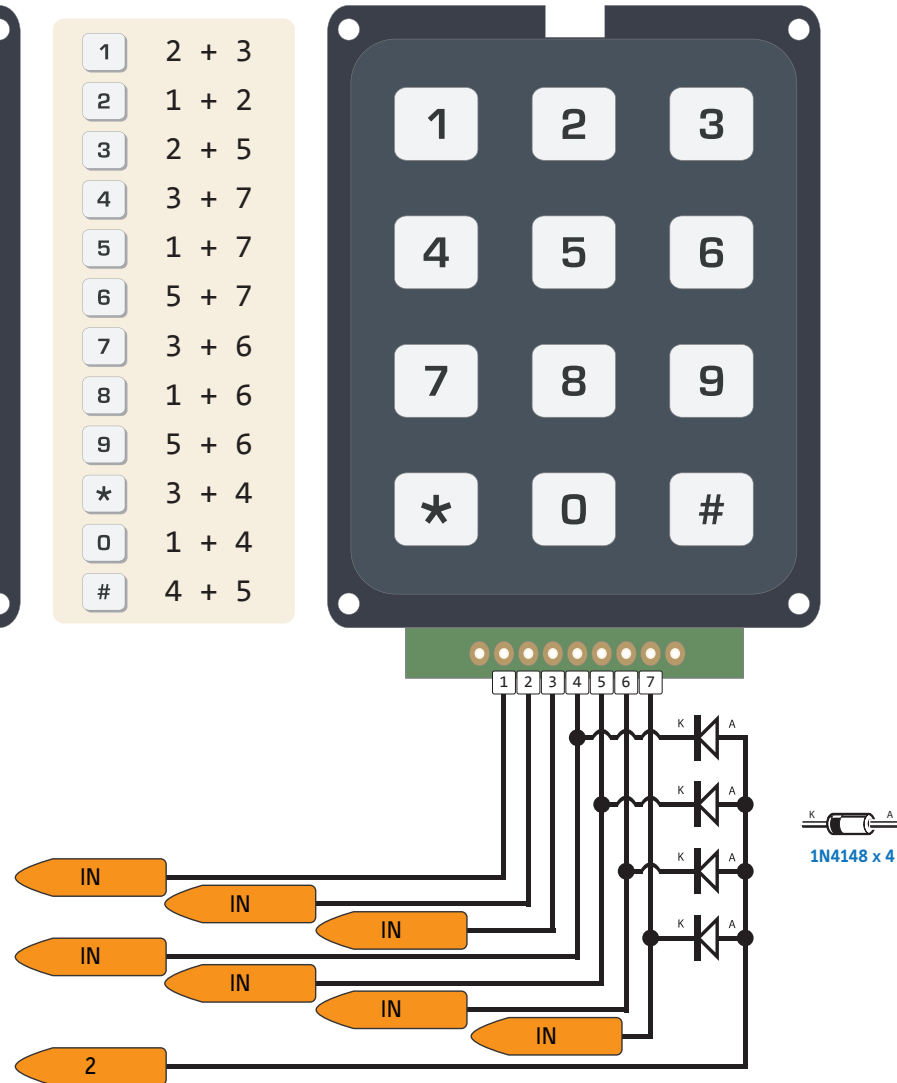 1 2 + 3
2 1 + 2
3 2 + 5
4 3 + 7
5 1 + 7
6 5 + 7
7 3 + 6
8 1 + 6
9 5 + 6
* 3 + 4
0 1 + 4
# 4 + 5
1 2 3
4 5 6
7 8 9
* 0 #
1 2 3 4 5 6 7
K A
K A
K A
K A
K A
1N4148 x 4
IN
IN
IN
IN
IN
IN
IN
2